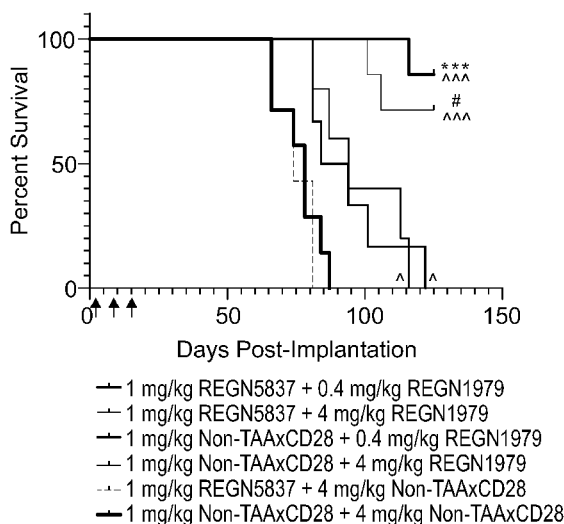 100
***
^^^
#
^^^
Percent Survival
50
0
^ ^
0 50 100 150
Days Post-Implantation
1 mg/kg REGN5837 + 0.4 mg/kg REGN1979
1 mg/kg REGN5837 + 4 mg/kg REGN1979
1 mg/kg Non-TAAxCD28 + 0.4 mg/kg REGN1979
1 mg/kg Non-TAAxCD28 + 4 mg/kg REGN1979
1 mg/kg REGN5837 + 4 mg/kg Non-TAAxCD28
1 mg/kg Non-TAAxCD28 + 4 mg/kg Non-TAAxCD28